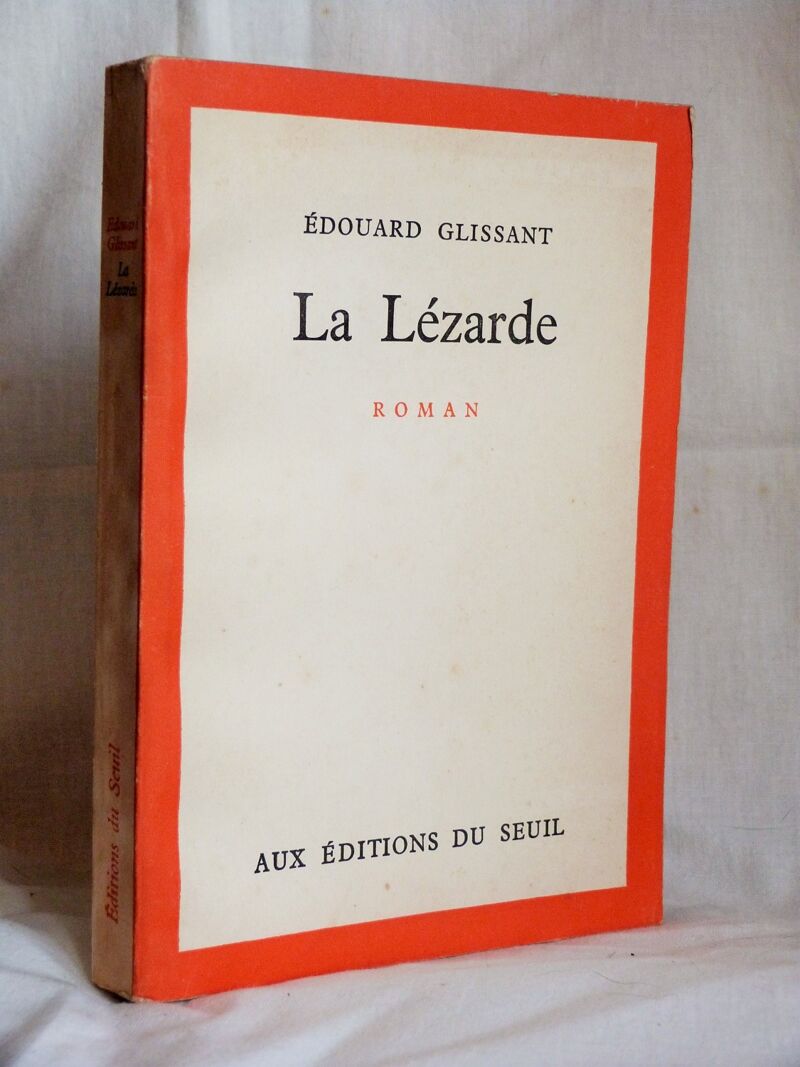 ÉDOUARD GLISSANT
La Lézarde
ROMAN
AUX ÉDITIONS DU SEUIL
Édouard
Glissant
La
Lézarde
Éditions du Seuil